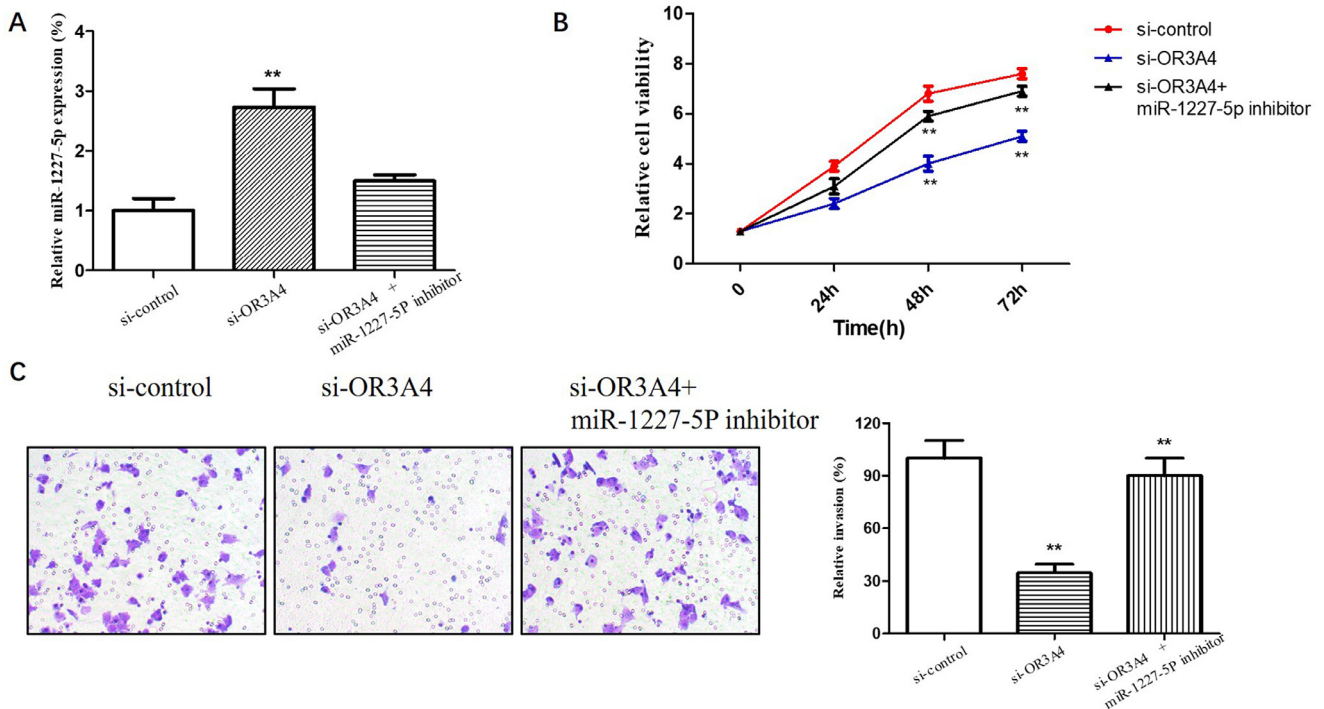 A
Relative miR-1227-5p expression (%)
4
3
2
1
0
**
si-control
si-OR3A4
si-OR3A4 +
miR-1227-5P inhibitor
B
Relative cell viability
10
8
6
4
2
0
**
**
**
**
0
24h
48h
72h
Time(h)
si-control
si-OR3A4
si-OR3A4+
miR-1227-5p inhibitor
C
si-control
si-OR3A4
si-OR3A4+
miR-1227-5P inhibitor
Relative invasion (%)
120
90
60
30
0
**
**
si-control
si-OR3A4
si-OR3A4 +
miR-1227-5P inhibitor